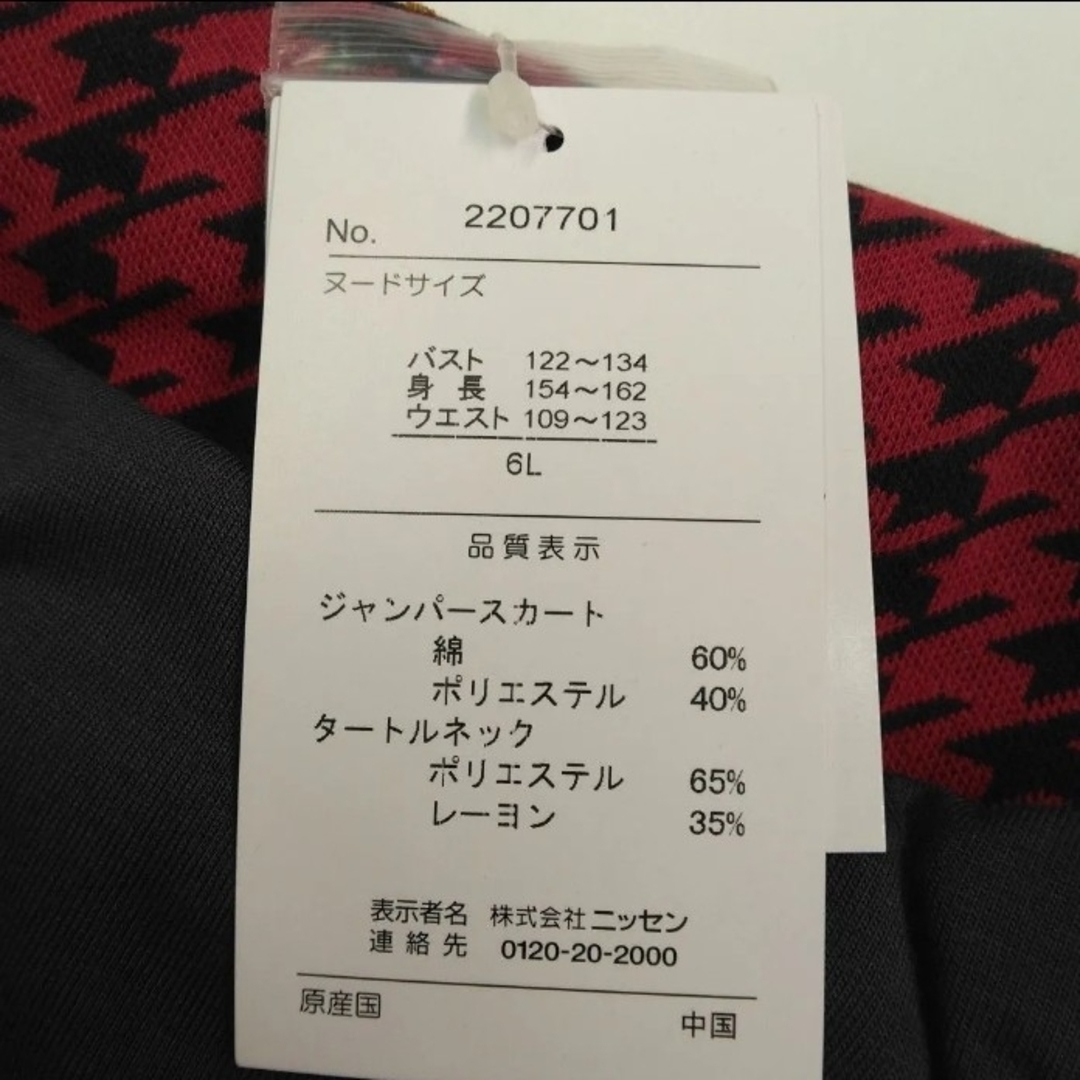 No. 2207701
ヌードサイズ
バスト 122～134
身長 154～162
ウエスト 109～123
6L
品質表示
ジャンパースカート
綿 60%
ポリエステル 40%
タートルネック
ポリエステル 65%
レーヨン 35%
表示者名 株式会社ニッセン
連絡先 0120-20-2000
原産国 中国